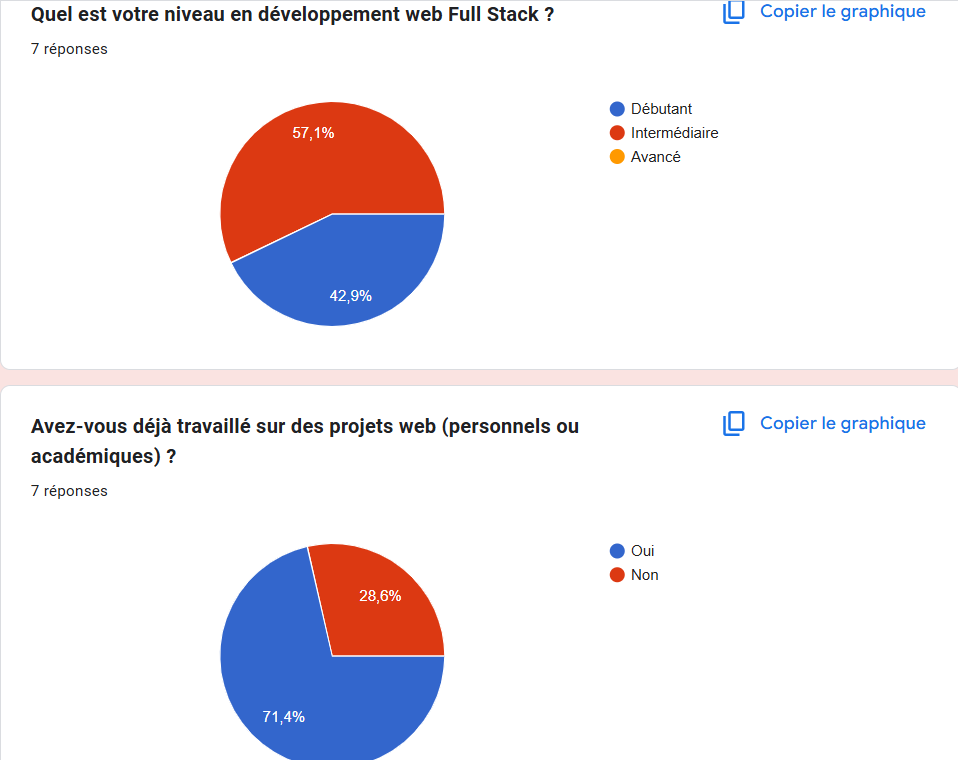 Quel est votre niveau en développement web Full Stack ?
Copier le graphique
7 réponses
57,1%
42,9%
Débutant
Intermédiaire
Avancé
Avez-vous déjà travaillé sur des projets web (personnels ou
académiques) ?
Copier le graphique
7 réponses
28,6%
71,4%
Oui
Non